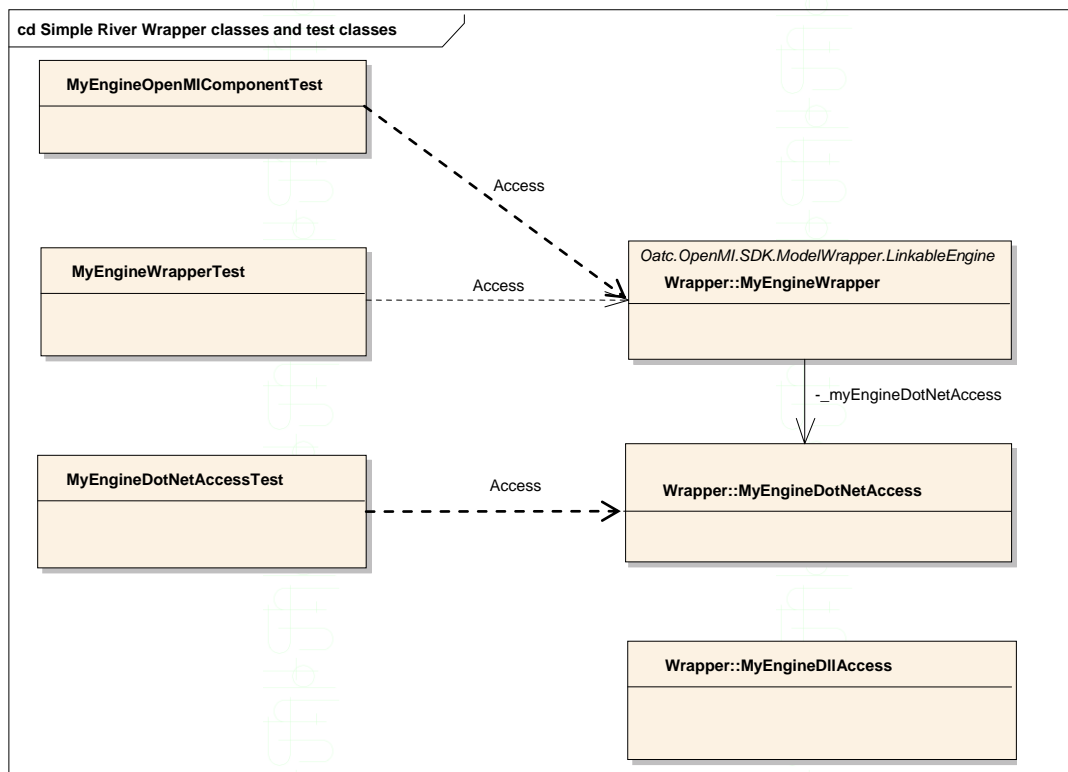 cd Simple River Wrapper classes and test classes
MyEngineOpenMIComponentTest
Access
MyEngineWrapperTest
Access
Oatc.OpenMI.SDK.ModelWrapper.LinkableEngine
Wrapper::MyEngineWrapper
-_myEngineDotNetAccess
MyEngineDotNetAccessTest
Access
Wrapper::MyEngineDotNetAccess
Wrapper::MyEngineDllAccess